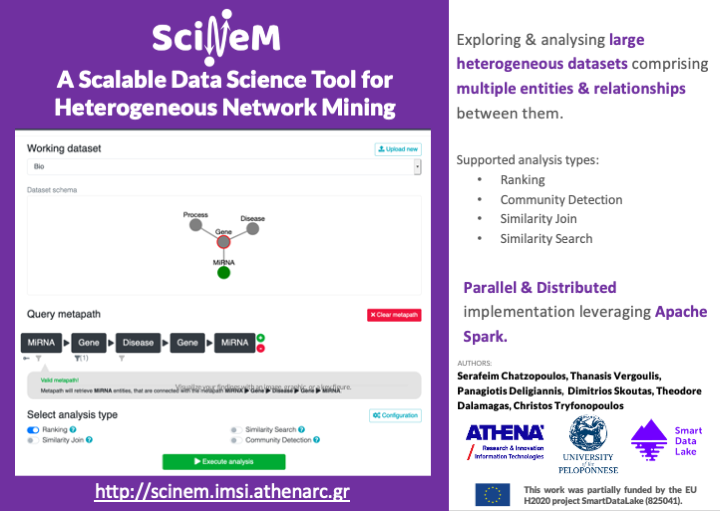 SciNeM
A Scalable Data Science Tool for
Heterogeneous Network Mining
Working dataset
Upload new
Bio
Dataset schema
Process
Disease
Gene
MiRNA
Query metapath
Clear metapath
MiRNA
Gene
Disease
Gene
MiRNA
(1)
Valid metapath!
Metapath will retrieve MiRNA entities, that are connected with the metapath MiRNA ▶ Gene ▶ Disease ▶ Gene ▶ MiRNA.
Select analysis type
Configuration
Ranking
Similarity Search
Similarity Join
Community Detection
Execute analysis
http://scinem.imsi.athenarc.gr
Exploring & analysing large
heterogeneous datasets comprising
multiple entities & relationships
between them.
Supported analysis types:
• Ranking
• Community Detection
• Similarity Join
• Similarity Search
Parallel & Distributed
implementation leveraging Apache
Spark.
AUTHORS:
Serafeim Chatzopoulos, Thanasis Vergoulis,
Panagiotis Deligiannis, Dimitrios Skoutas, Theodore
Dalamagas, Christos Tryfonopoulos
ATHENA
Research & Innovation
Information Technologies
UNIVERSITY
of the
PELOPONNESE
Smart
Data
Lake
This work was partially funded by the EU
H2020 project SmartDataLake (825041).